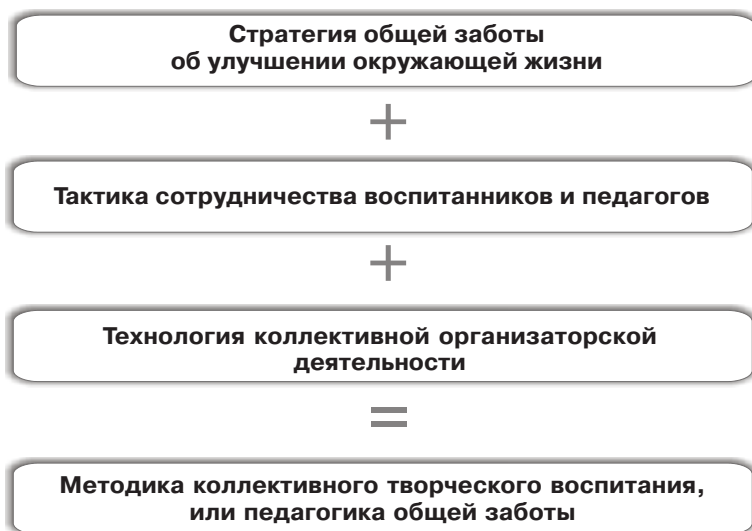 Стратегия общей заботы
об улучшении окружающей жизни
+
Тактика сотрудничества воспитанников и педагогов
+
Технология коллективной организаторской
деятельности
=
Методика коллективного творческого воспитания,
или педагогика общей заботы